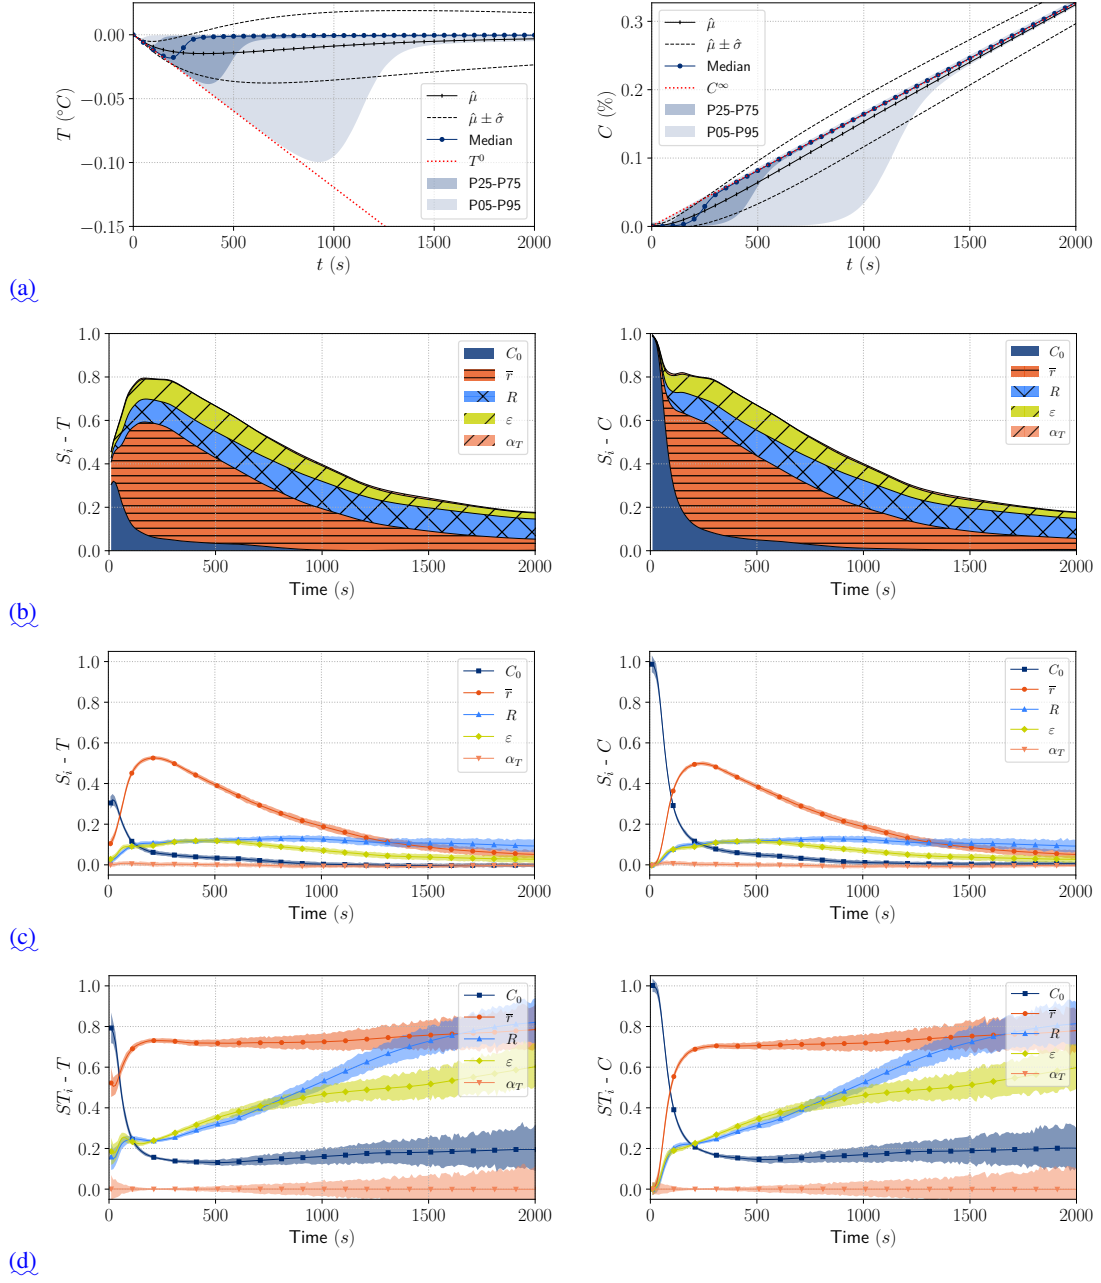 0.00
−0.05
−0.10
−0.15
T (°C)
0 500 1000 1500 2000
t (s)
μ̂
μ̂ ± σ̂
Median
T⁰
P25-P75
P05-P95
0.3
0.2
0.1
0.0
C (%)
0 500 1000 1500 2000
t (s)
μ̂
μ̂ ± σ̂
Median
C^∞
P25-P75
P05-P95
(a)
1.0
0.8
0.6
0.4
0.2
0.0
S_i - T
0 500 1000 1500 2000
Time (s)
C₀
r̅
R
ε
α_T
1.0
0.8
0.6
0.4
0.2
0.0
S_i - C
0 500 1000 1500 2000
Time (s)
C₀
r̅
R
ε
α_T
(b)
1.0
0.8
0.6
0.4
0.2
0.0
S_i - T
0 500 1000 1500 2000
Time (s)
C₀
r̅
R
ε
α_T
1.0
0.8
0.6
0.4
0.2
0.0
S_i - C
0 500 1000 1500 2000
Time (s)
C₀
r̅
R
ε
α_T
(c)
1.0
0.8
0.6
0.4
0.2
0.0
ST_i - T
0 500 1000 1500 2000
Time (s)
C₀
r̅
R
ε
α_T
1.0
0.8
0.6
0.4
0.2
0.0
ST_i - C
0 500 1000 1500 2000
Time (s)
C₀
r̅
R
ε
α_T
(d)